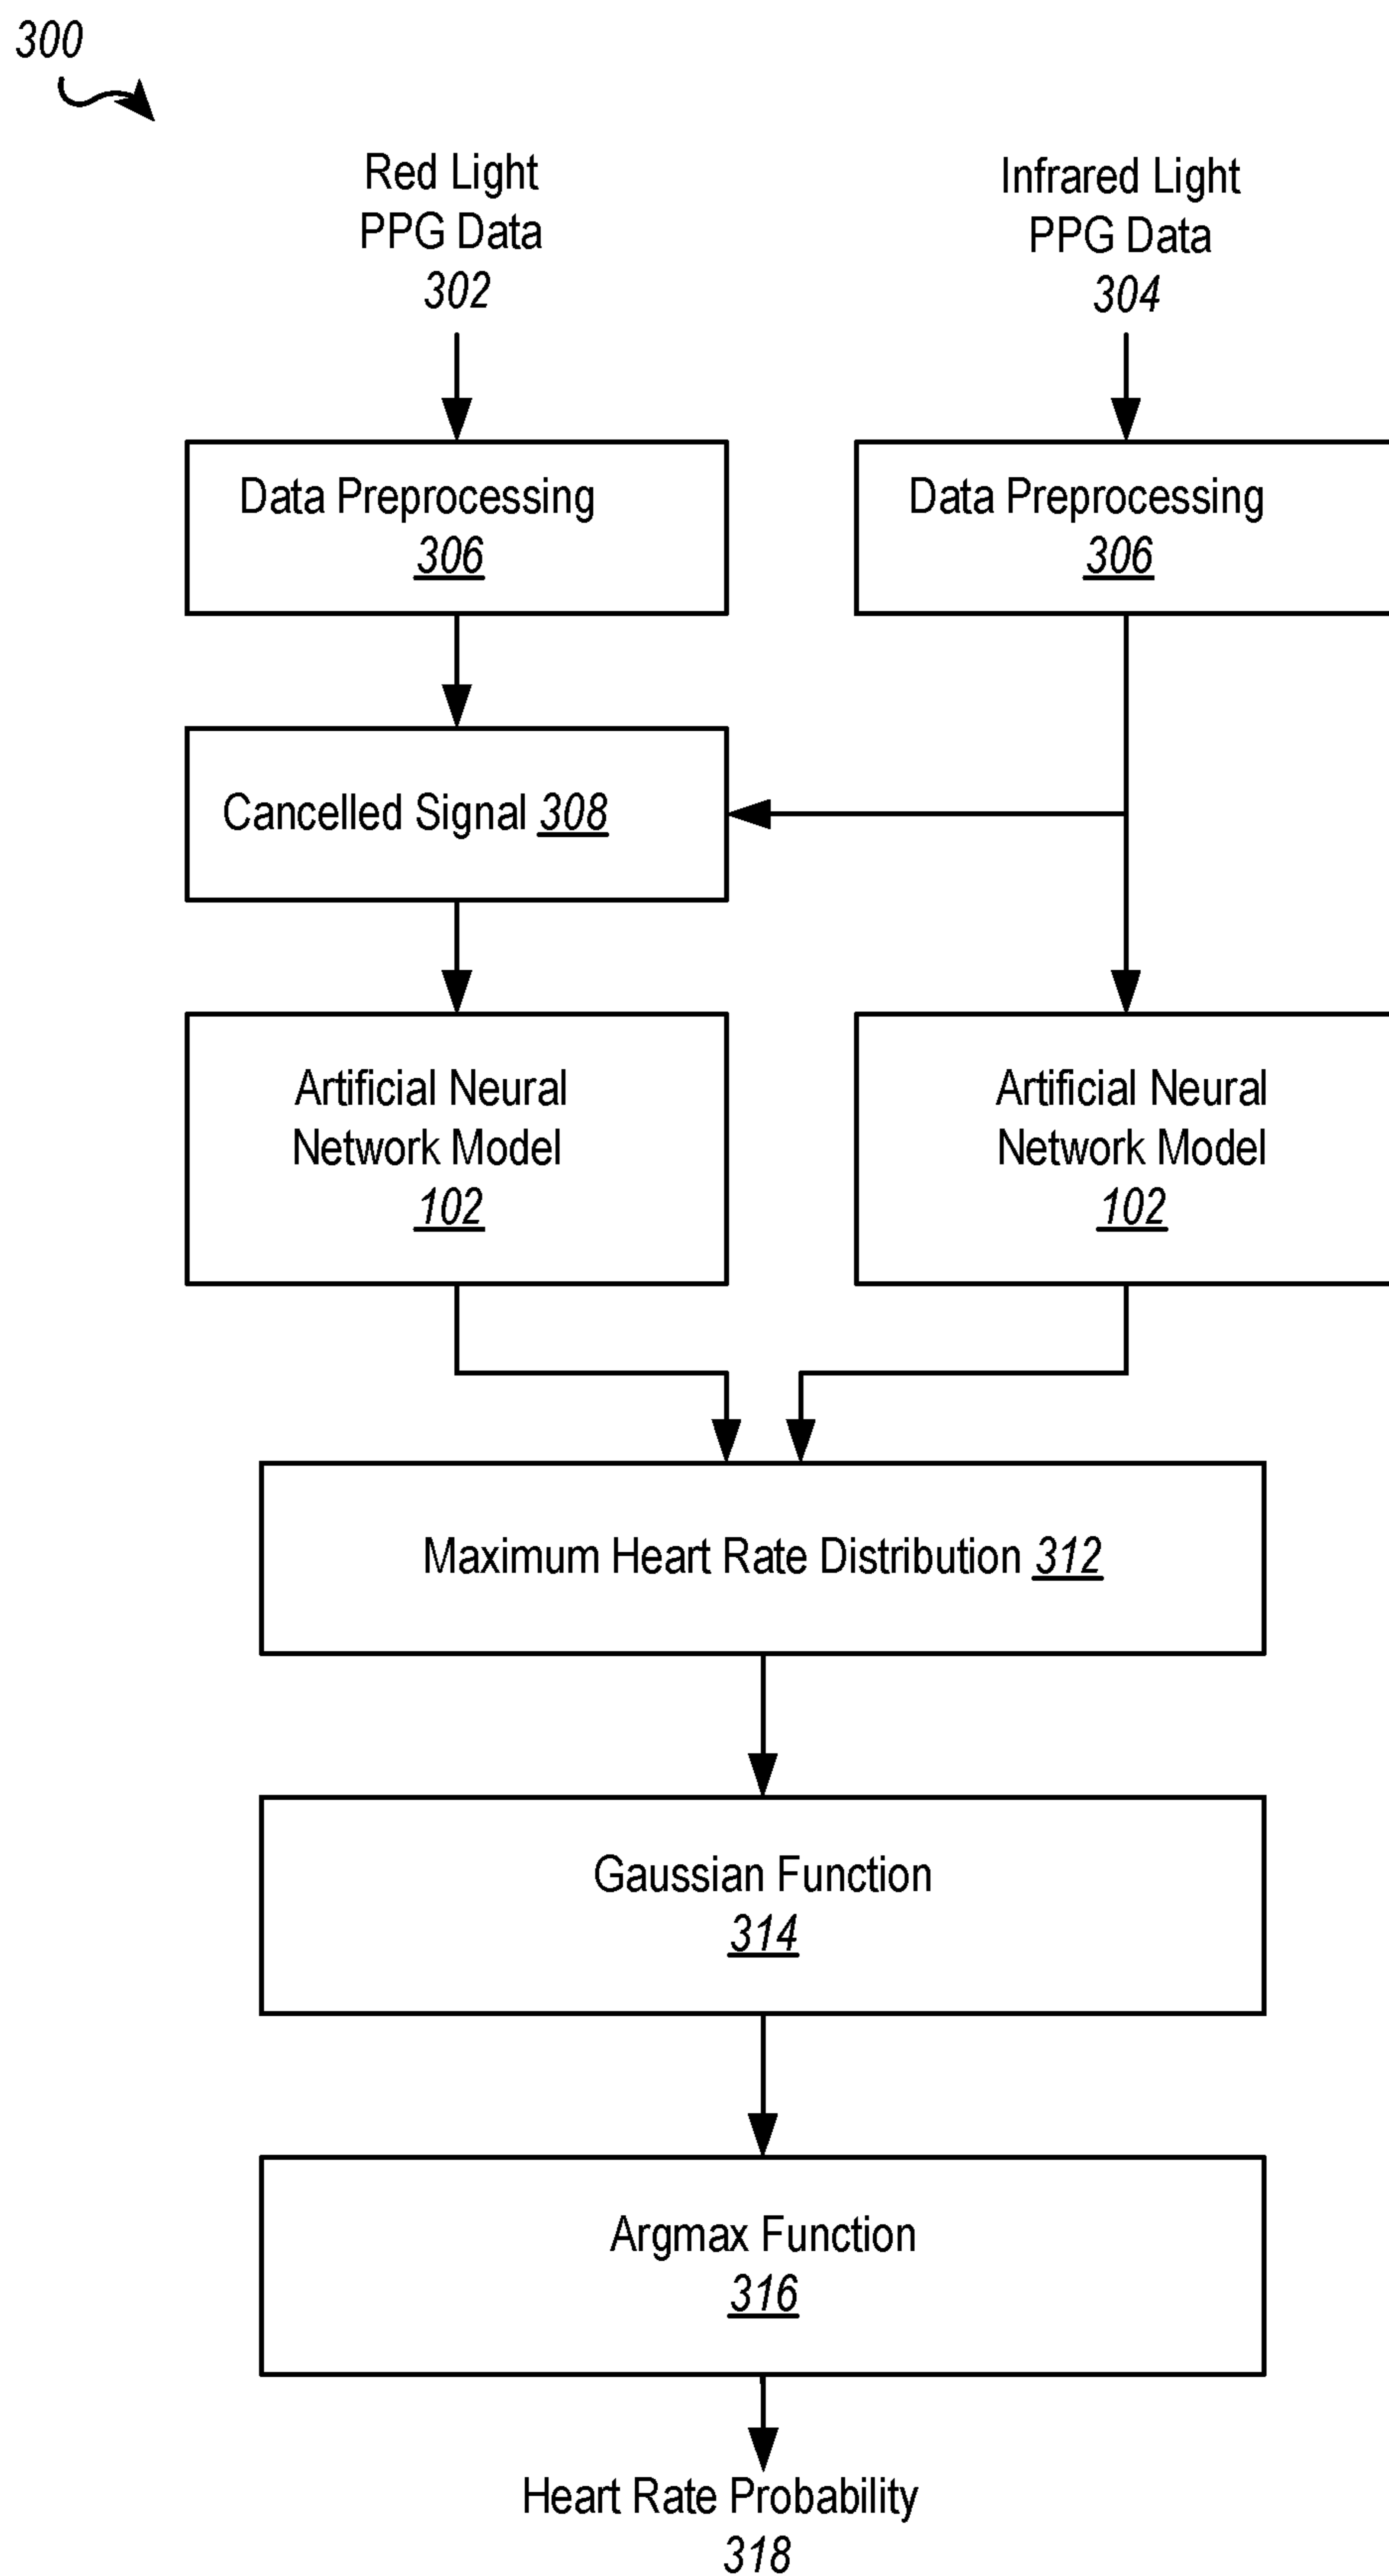 300
Red Light
PPG Data
302
Infrared Light
PPG Data
304
Data Preprocessing
306
Data Preprocessing
306
Cancelled Signal 308
Artificial Neural
Network Model
102
Artificial Neural
Network Model
102
Maximum Heart Rate Distribution 312
Gaussian Function
314
Argmax Function
316
Heart Rate Probability
318